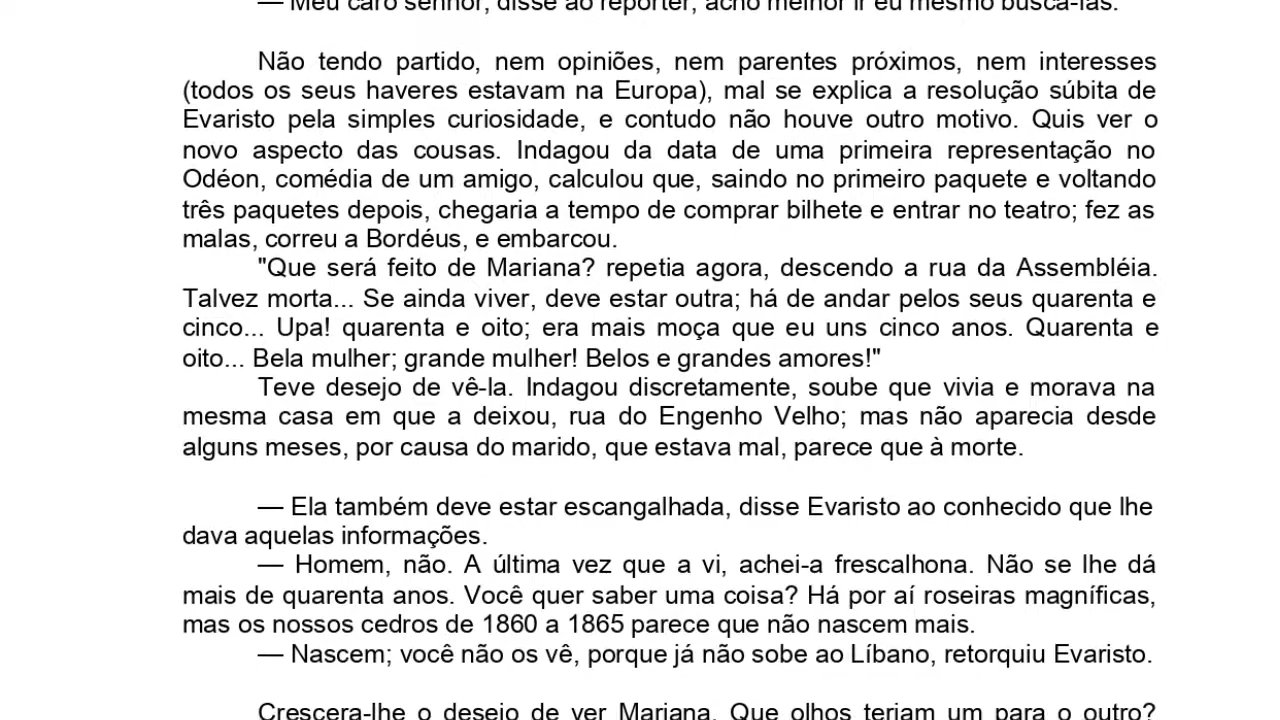 — Meu caro senhor, disse ao repórter, acho melhor ir eu mesmo buscá-las.
Não tendo partido, nem opiniões, nem parentes próximos, nem interesses
(todos os seus haveres estavam na Europa), mal se explica a resolução súbita de
Evaristo pela simples curiosidade, e contudo não houve outro motivo. Quis ver o
novo aspecto das cousas. Indagou da data de uma primeira representação no
Odéon, comédia de um amigo, calculou que, saindo no primeiro paquete e voltando
três paquetes depois, chegaria a tempo de comprar bilhete e entrar no teatro; fez as
malas, correu a Bordéus, e embarcou.
"Que será feito de Mariana? repetia agora, descendo a rua da Assembléia.
Talvez morta... Se ainda viver, deve estar outra; há de andar pelos seus quarenta e
cinco... Upa! quarenta e oito; era mais moça que eu uns cinco anos. Quarenta e
oito... Bela mulher; grande mulher! Belos e grandes amores!"
Teve desejo de vê-la. Indagou discretamente, soube que vivia e morava na
mesma casa em que a deixou, rua do Engenho Velho; mas não aparecia desde
alguns meses, por causa do marido, que estava mal, parece que à morte.
— Ela também deve estar escangalhada, disse Evaristo ao conhecido que lhe
dava aquelas informações.
— Homem, não. A última vez que a vi, achei-a frescalhona. Não se lhe dá
mais de quarenta anos. Você quer saber uma coisa? Há por aí roseiras magníficas,
mas os nossos cedros de 1860 a 1865 parece que não nascem mais.
— Nascem; você não os vê, porque já não sobe ao Líbano, retorquiu Evaristo.
Crescera-lhe o desejo de ver Mariana. Que olhos teriam um para o outro?